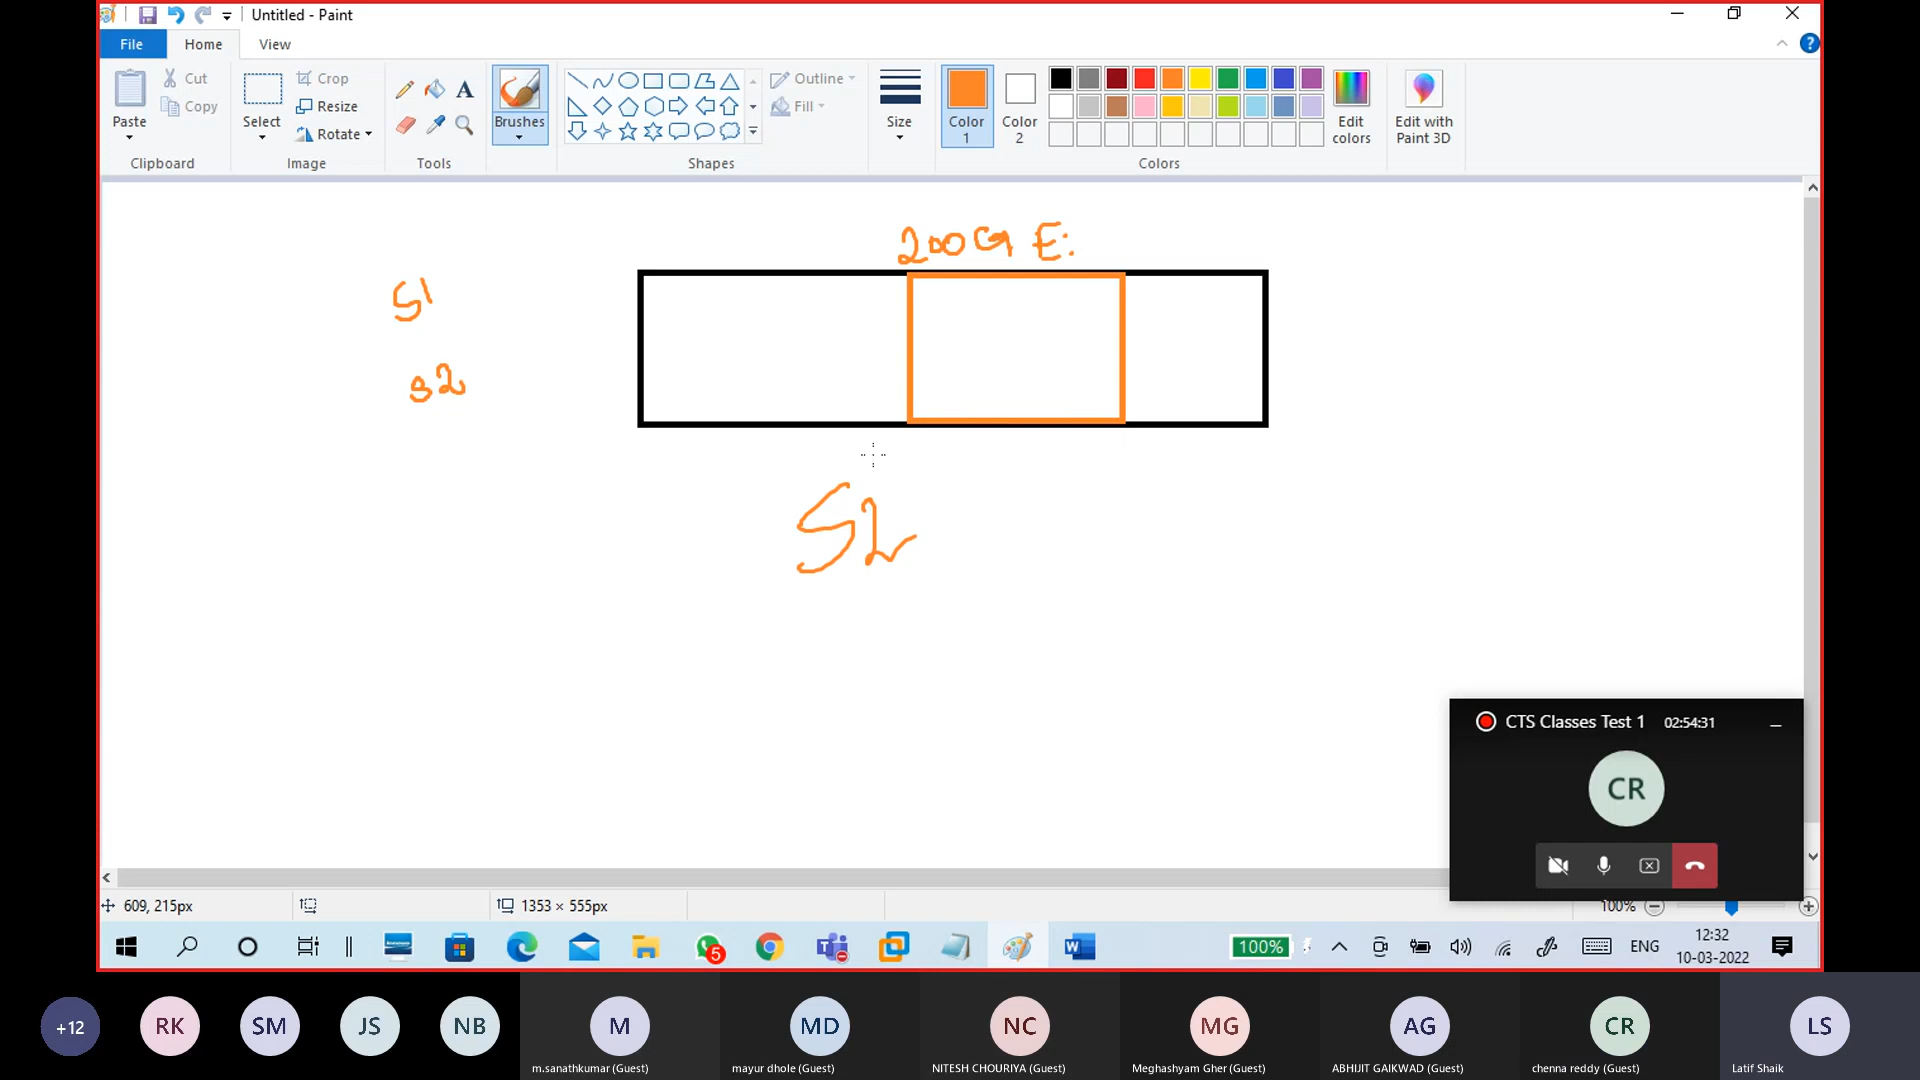 Untitled - Paint
File Home View
Paste Cut Copy Clipboard
Select Crop Resize Rotate Image
Tools
Brushes
Outline Fill Shapes
Size
Color 1 Color 2 Edit colors Colors
Edit with Paint 3D
200G E:
S1
S2
S2
CTS Classes Test 1 02:54:31
CR
609, 215px 1353 × 555px 100%
5 100% ENG 12:32 10-03-2022
+12 RK SM JS NB M MD NC MG AG CR LS
m.sanathkumar (Guest) mayur dhole (Guest) NITESH CHOURIYA (Guest) Meghashyam Gher (Guest) ABHIJIT GAIKWAD (Guest) chenna reddy (Guest) Latif Shaik